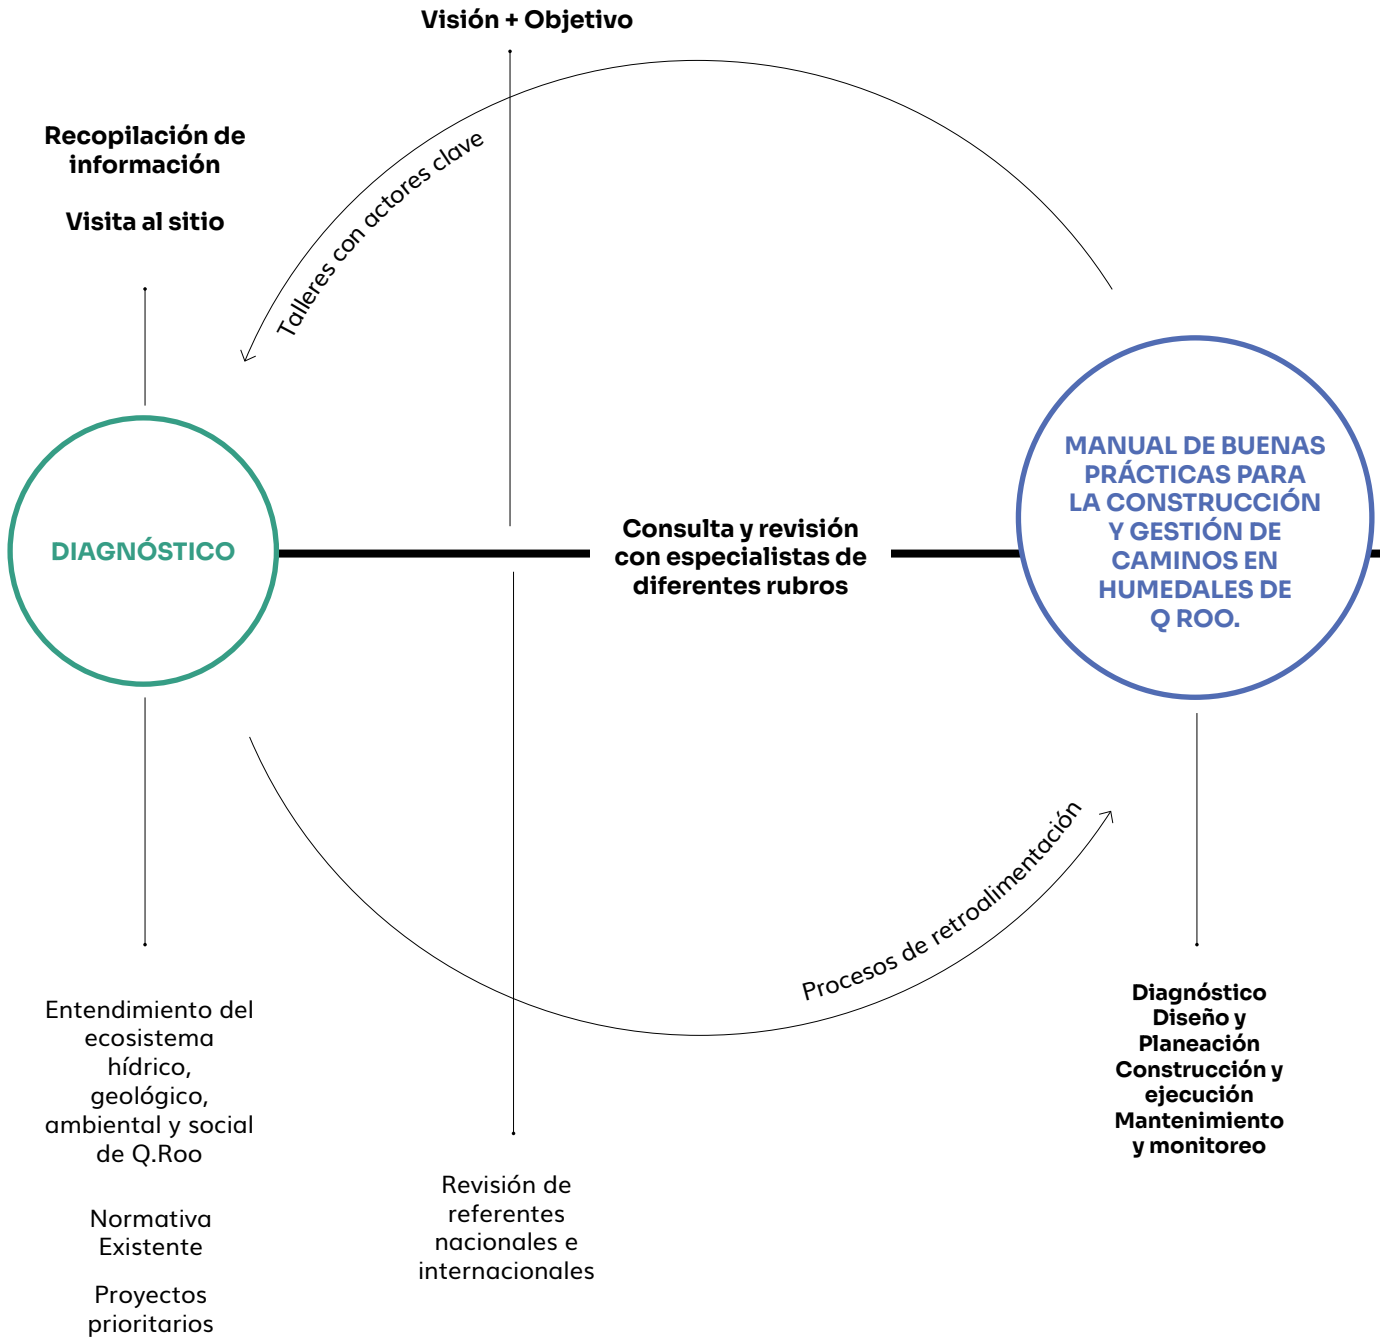 Visión + Objetivo
Recopilación de
información
Visita al sitio
Talleres con actores clave
DIAGNÓSTICO
Consulta y revisión
con especialistas de
diferentes rubros
MANUAL DE BUENAS
PRÁCTICAS PARA
LA CONSTRUCCIÓN
Y GESTIÓN DE
CAMINOS EN
HUMEDALES DE
Q ROO.
Procesos de retroalimentación
Entendimiento del
ecosistema
hídrico,
geológico,
ambiental y social
de Q.Roo
Normativa
Existente
Proyectos
prioritarios
Revisión de
referentes
nacionales e
internacionales
Diagnóstico
Diseño y
Planeación
Construcción y
ejecución
Mantenimiento
y monitoreo